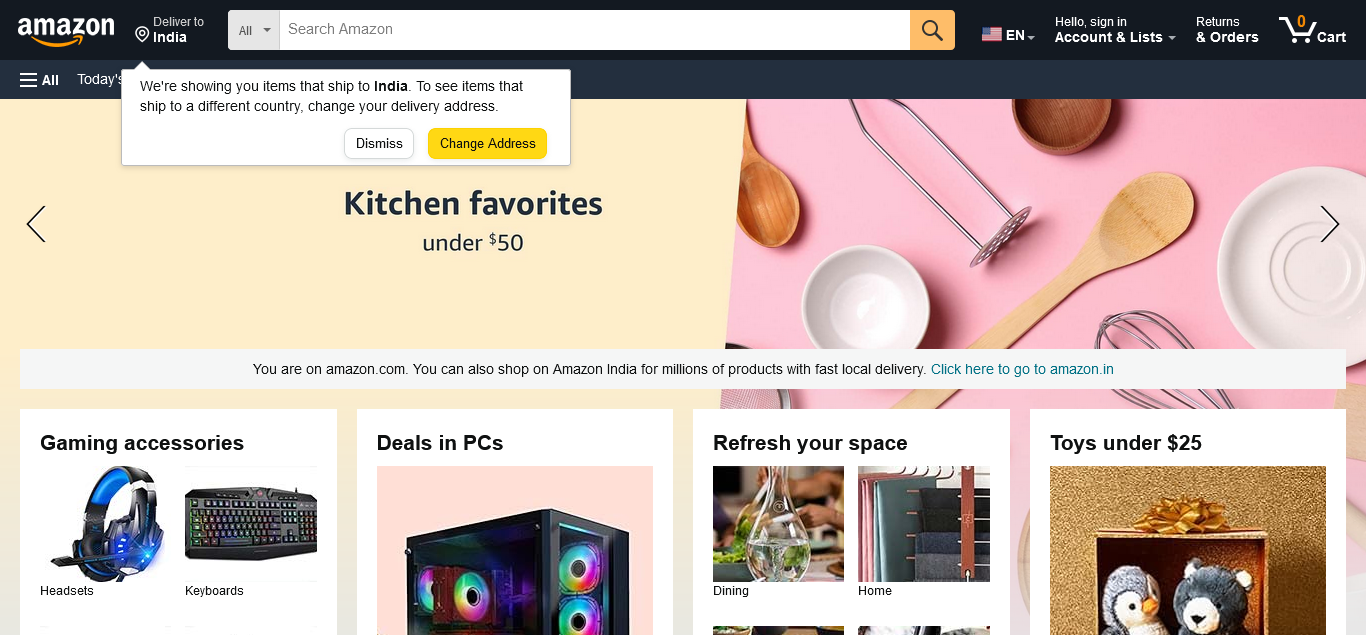 amazon
Deliver to
India
All
Search Amazon
EN
Hello, sign in
Account & Lists
Returns
& Orders
0
Cart
All
Today's
We're showing you items that ship to India. To see items that
ship to a different country, change your delivery address.
Dismiss
Change Address
Kitchen favorites
under $50
You are on amazon.com. You can also shop on Amazon India for millions of products with fast local delivery. Click here to go to amazon.in
Gaming accessories
Headsets
Keyboards
Deals in PCs
Refresh your space
Dining
Home
Toys under $25